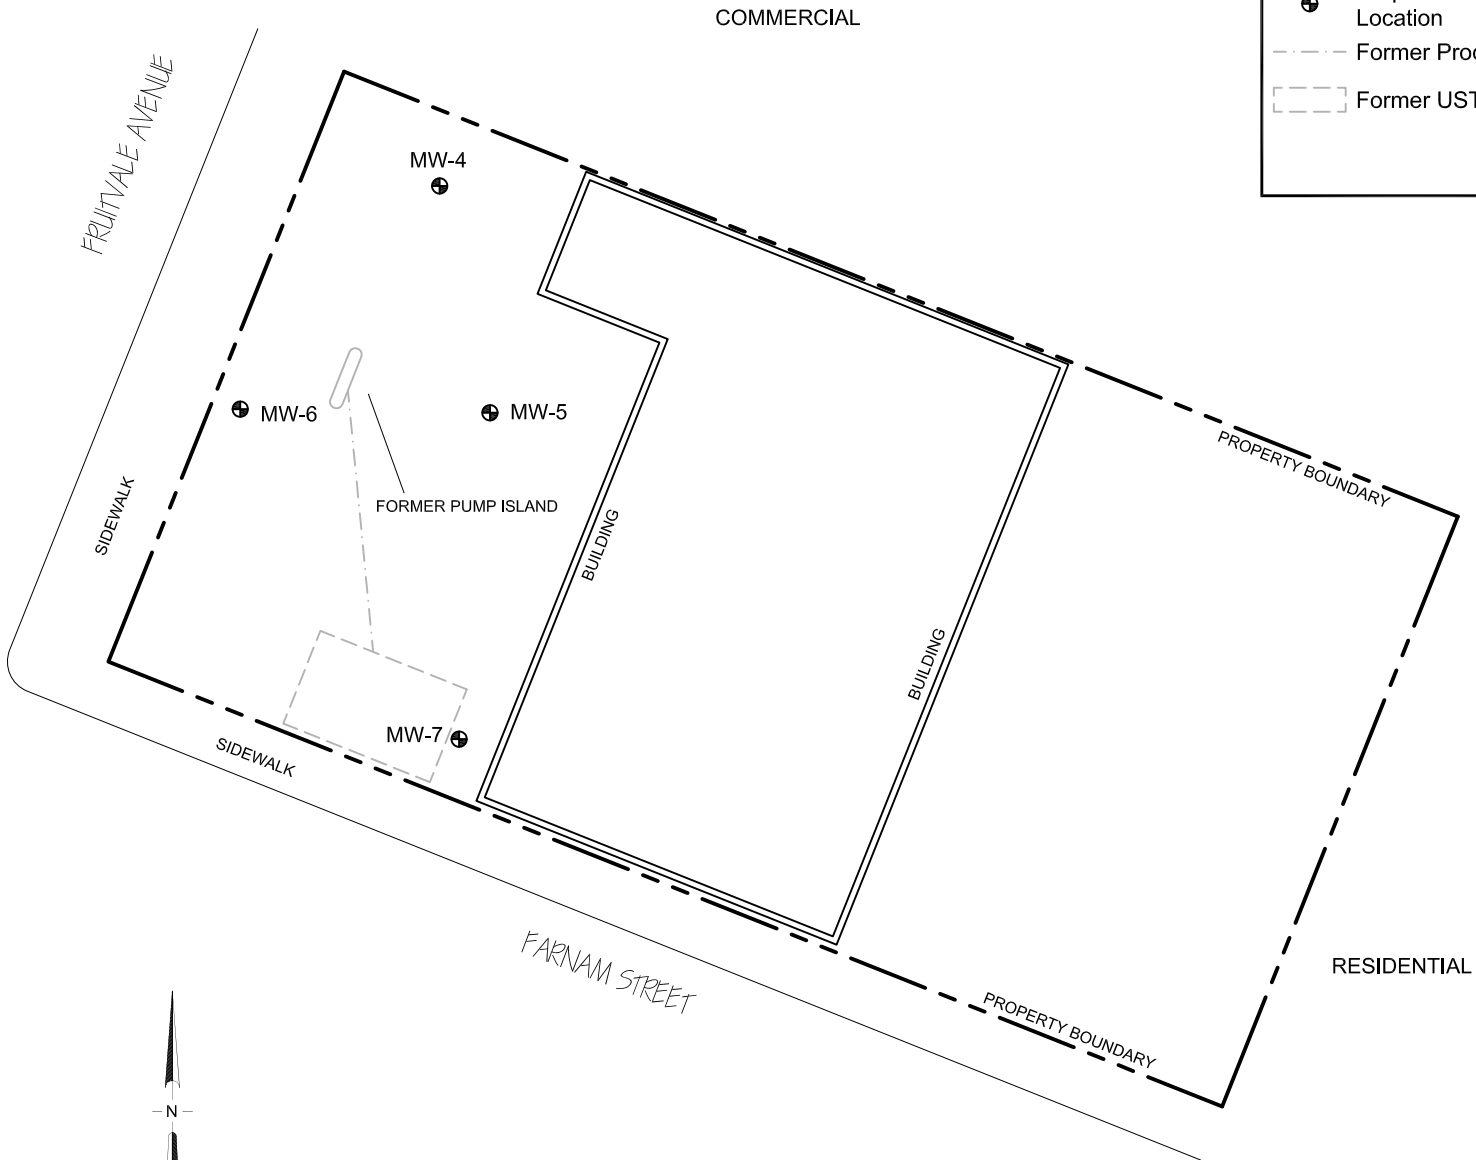 COMMERCIAL
Location
Former
Former UST
FRUITVALE AVENUE
MW-4
MW-6
MW-5
FORMER PUMP ISLAND
SIDEWALK
BUILDING
BUILDING
PROPERTY BOUNDARY
MW-7
SIDEWALK
FARNAM STREET
RESIDENTIAL
PROPERTY BOUNDARY
N